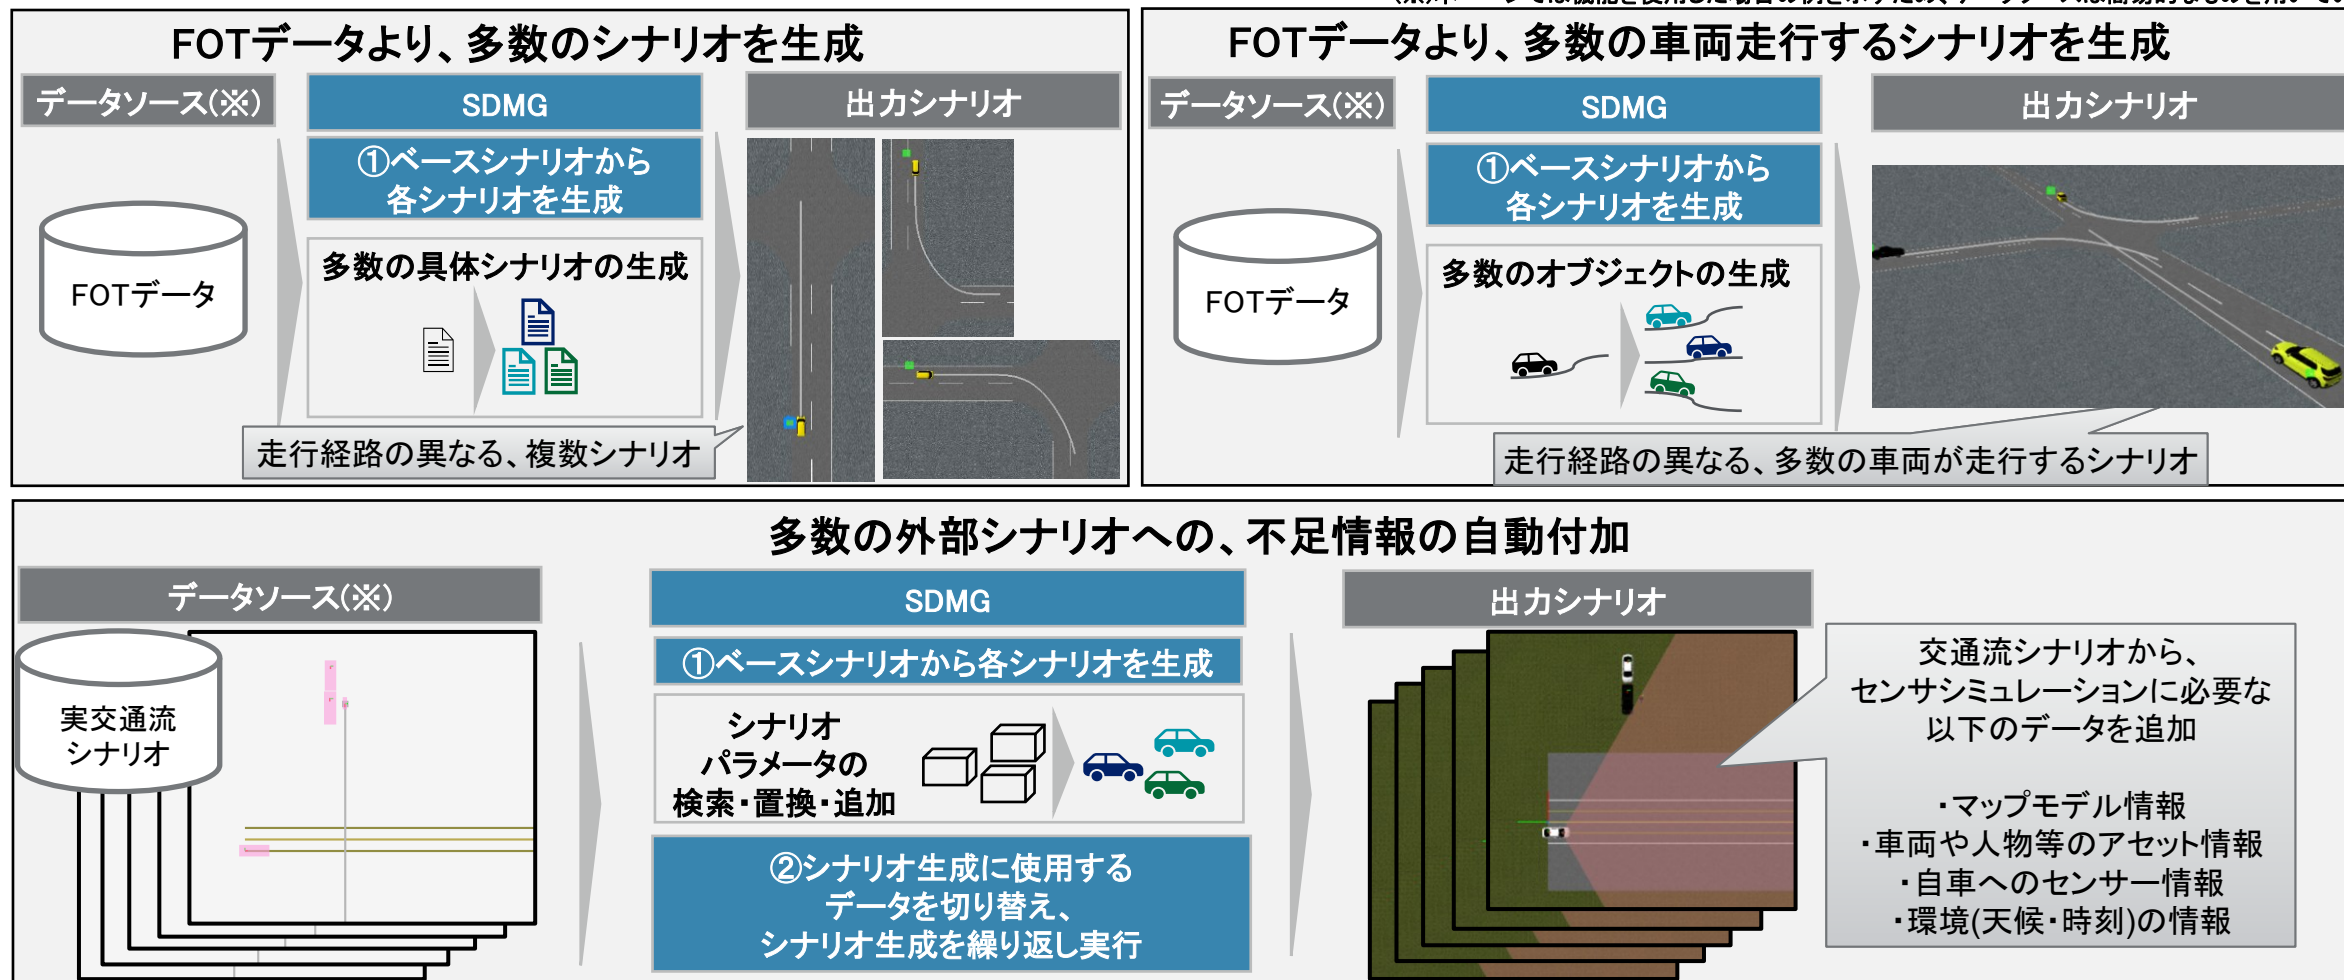 FOTデータより、多数のシナリオを生成
データソース(※)
SDMG
出力シナリオ
①ベースシナリオから
各シナリオを生成
FOTデータ
多数の具体シナリオの生成
走行経路の異なる、複数シナリオ
FOTデータより、多数の車両走行するシナリオを生成
データソース(※)
SDMG
出力シナリオ
①ベースシナリオから
各シナリオを生成
FOTデータ
多数のオブジェクトの生成
走行経路の異なる、多数の車両が走行するシナリオ
多数の外部シナリオへの、不足情報の自動付加
データソース(※)
SDMG
出力シナリオ
実交通流
シナリオ
①ベースシナリオから各シナリオを生成
シナリオ
パラメータの
検索・置換・追加
②シナリオ生成に使用する
データを切り替え、
シナリオ生成を繰り返し実行
交通流シナリオから、
センサシミュレーションに必要な
以下のデータを追加
・マップモデル情報
・車両や人物等のアセット情報
・自車へのセンサー情報
・環境(天候・時刻)の情報